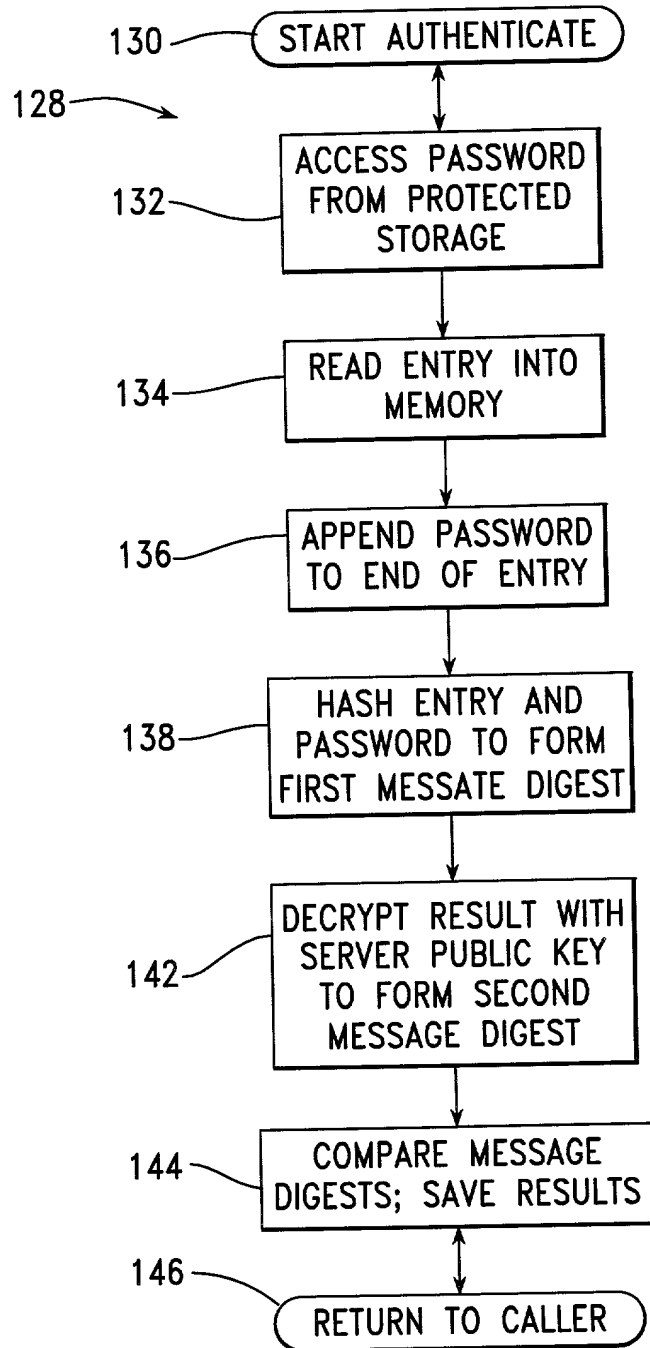 130
START AUTHENTICATE
128
132
ACCESS PASSWORD
FROM PROTECTED
STORAGE
134
READ ENTRY INTO
MEMORY
136
APPEND PASSWORD
TO END OF ENTRY
138
HASH ENTRY AND
PASSWORD TO FORM
FIRST MESSATE DIGEST
142
DECRYPT RESULT WITH
SERVER PUBLIC KEY
TO FORM SECOND
MESSAGE DIGEST
144
COMPARE MESSAGE
DIGESTS; SAVE RESULTS
146
RETURN TO CALLER